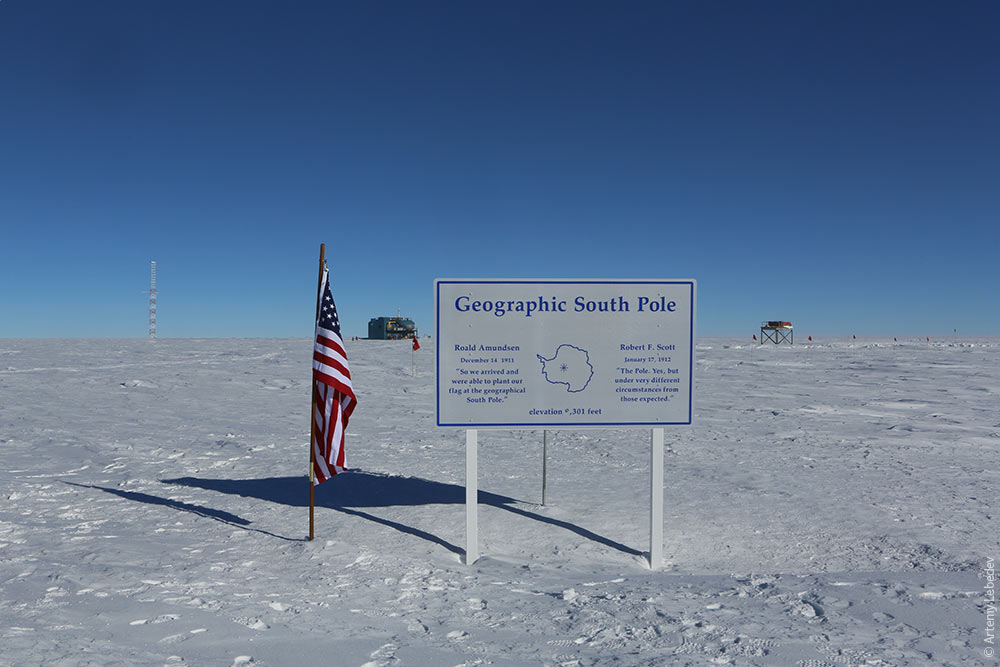 Geographic South Pole
Roald Amundsen
December 14 1911
"So we arrived and
were able to plant our
flag at the geographical
South Pole."
Robert F. Scott
January 17, 1912
"The Pole. Yes, but
under very different
circumstances from
those expected."
elevation 9,301 feet
© Artemy Lebedev